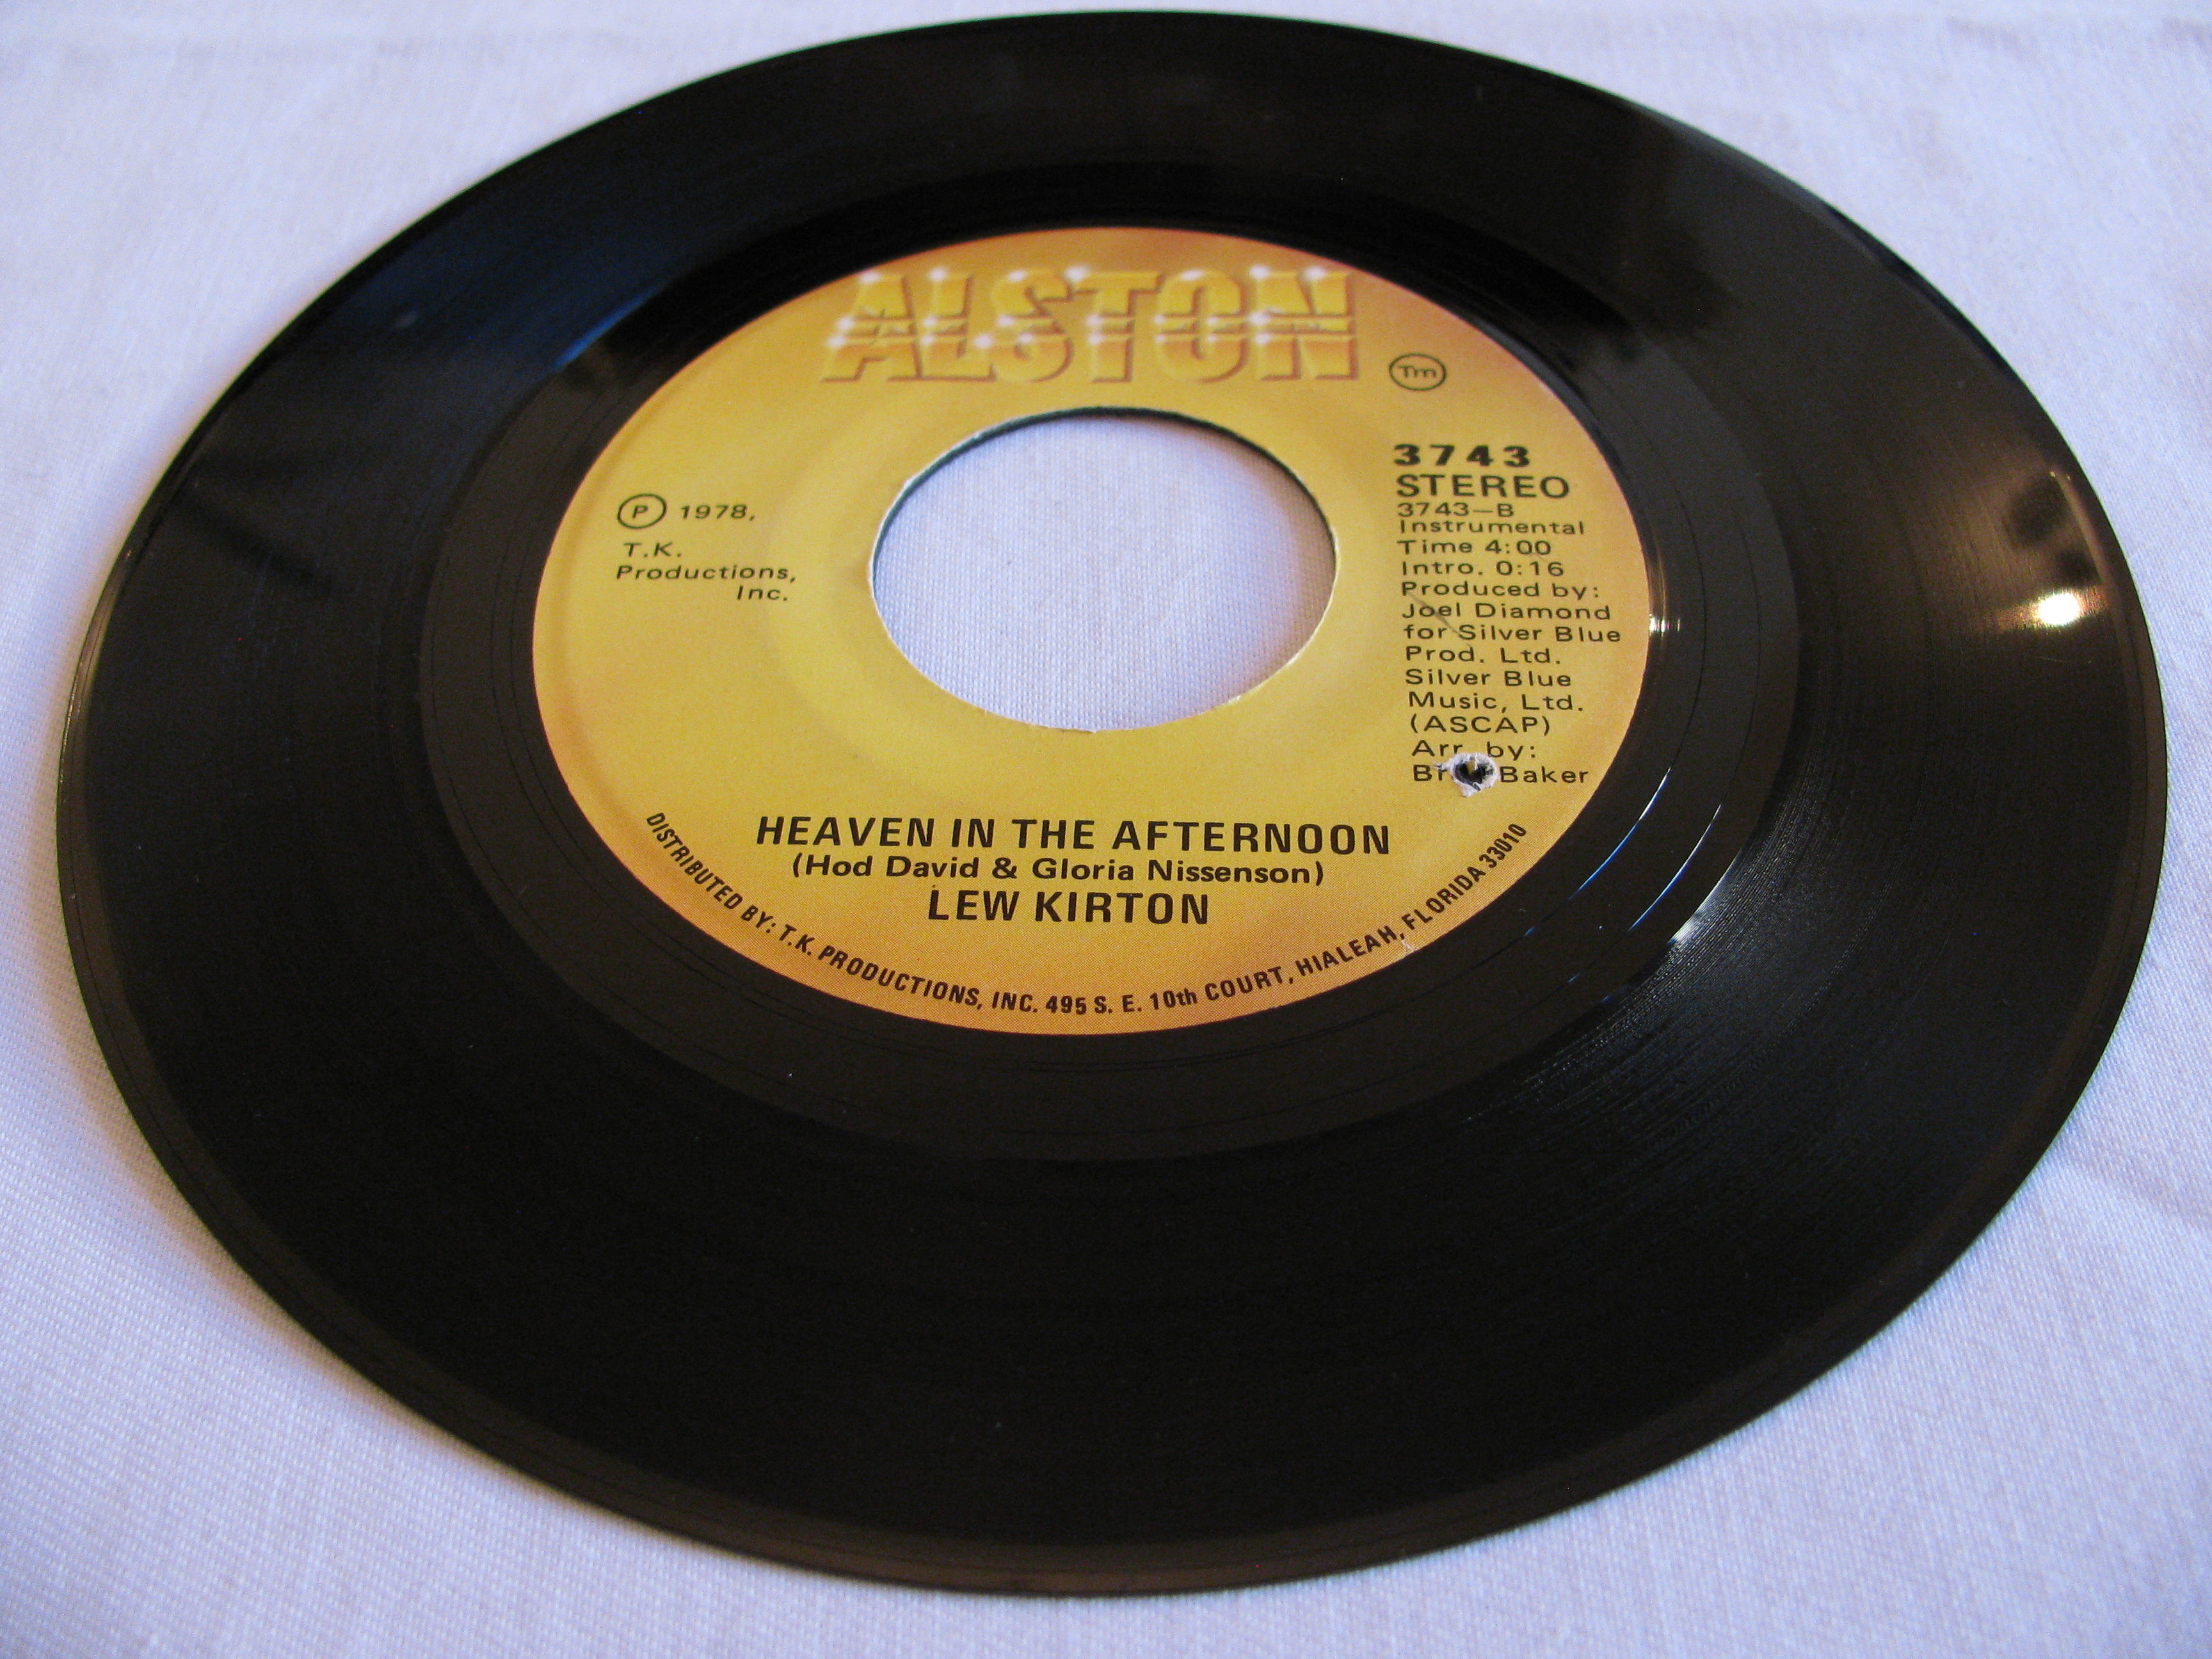 ALSTON
Tm
3743
STEREO
3743-B
Instrumental
Time 4:00
Intro. 0:16
Produced by:
Joel Diamond
for Silver Blue
Prod. Ltd.
Silver Blue
Music, Ltd.
(ASCAP)
Arr. by:
Baker
Ⓟ 1978,
T.K.
Productions,
Inc.
HEAVEN IN THE AFTERNOON
(Hod David & Gloria Nissenson)
LEW KIRTON
DISTRIBUTED BY: T.K. PRODUCTIONS, INC. 495 S. E. 10th COURT, HIALEAH, FLORIDA 33010